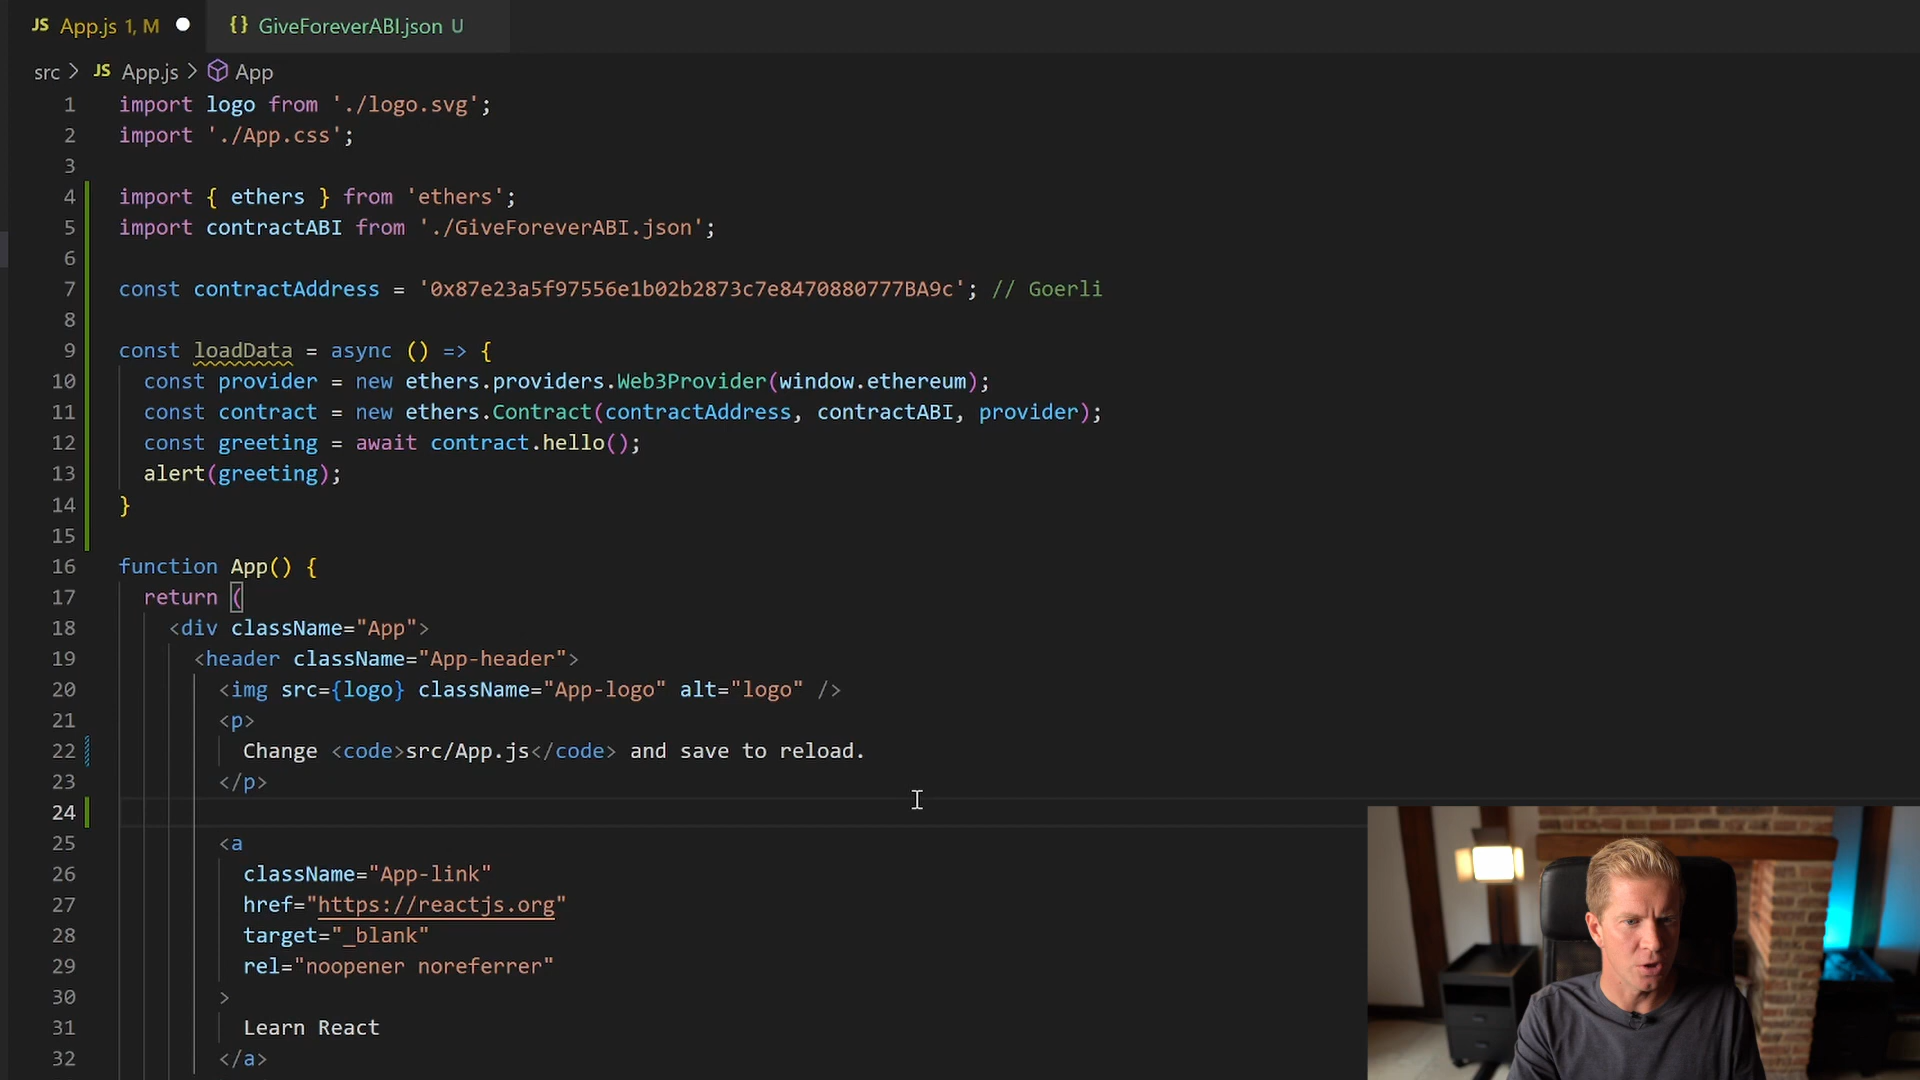 JS App.js 1, M ● {} GiveForeverABI.json U
src > JS App.js > App
1 import logo from './logo.svg';
2 import './App.css';
3
4 import { ethers } from 'ethers';
5 import contractABI from './GiveForeverABI.json';
6
7 const contractAddress = '0x87e23a5f97556e1b02b2873c7e8470880777BA9c'; // Goerli
8
9 const loadData = async () => {
10 const provider = new ethers.providers.Web3Provider(window.ethereum);
11 const contract = new ethers.Contract(contractAddress, contractABI, provider);
12 const greeting = await contract.hello();
13 alert(greeting);
14 }
15
16 function App() {
17 return (
18 <div className="App">
19 <header className="App-header">
20 <img src={logo} className="App-logo" alt="logo" />
21 <p>
22 Change <code>src/App.js</code> and save to reload.
23 </p>
24
25 <a
26 className="App-link"
27 href="https://reactjs.org"
28 target="_blank"
29 rel="noopener noreferrer"
30 >
31 Learn React
32 </a>